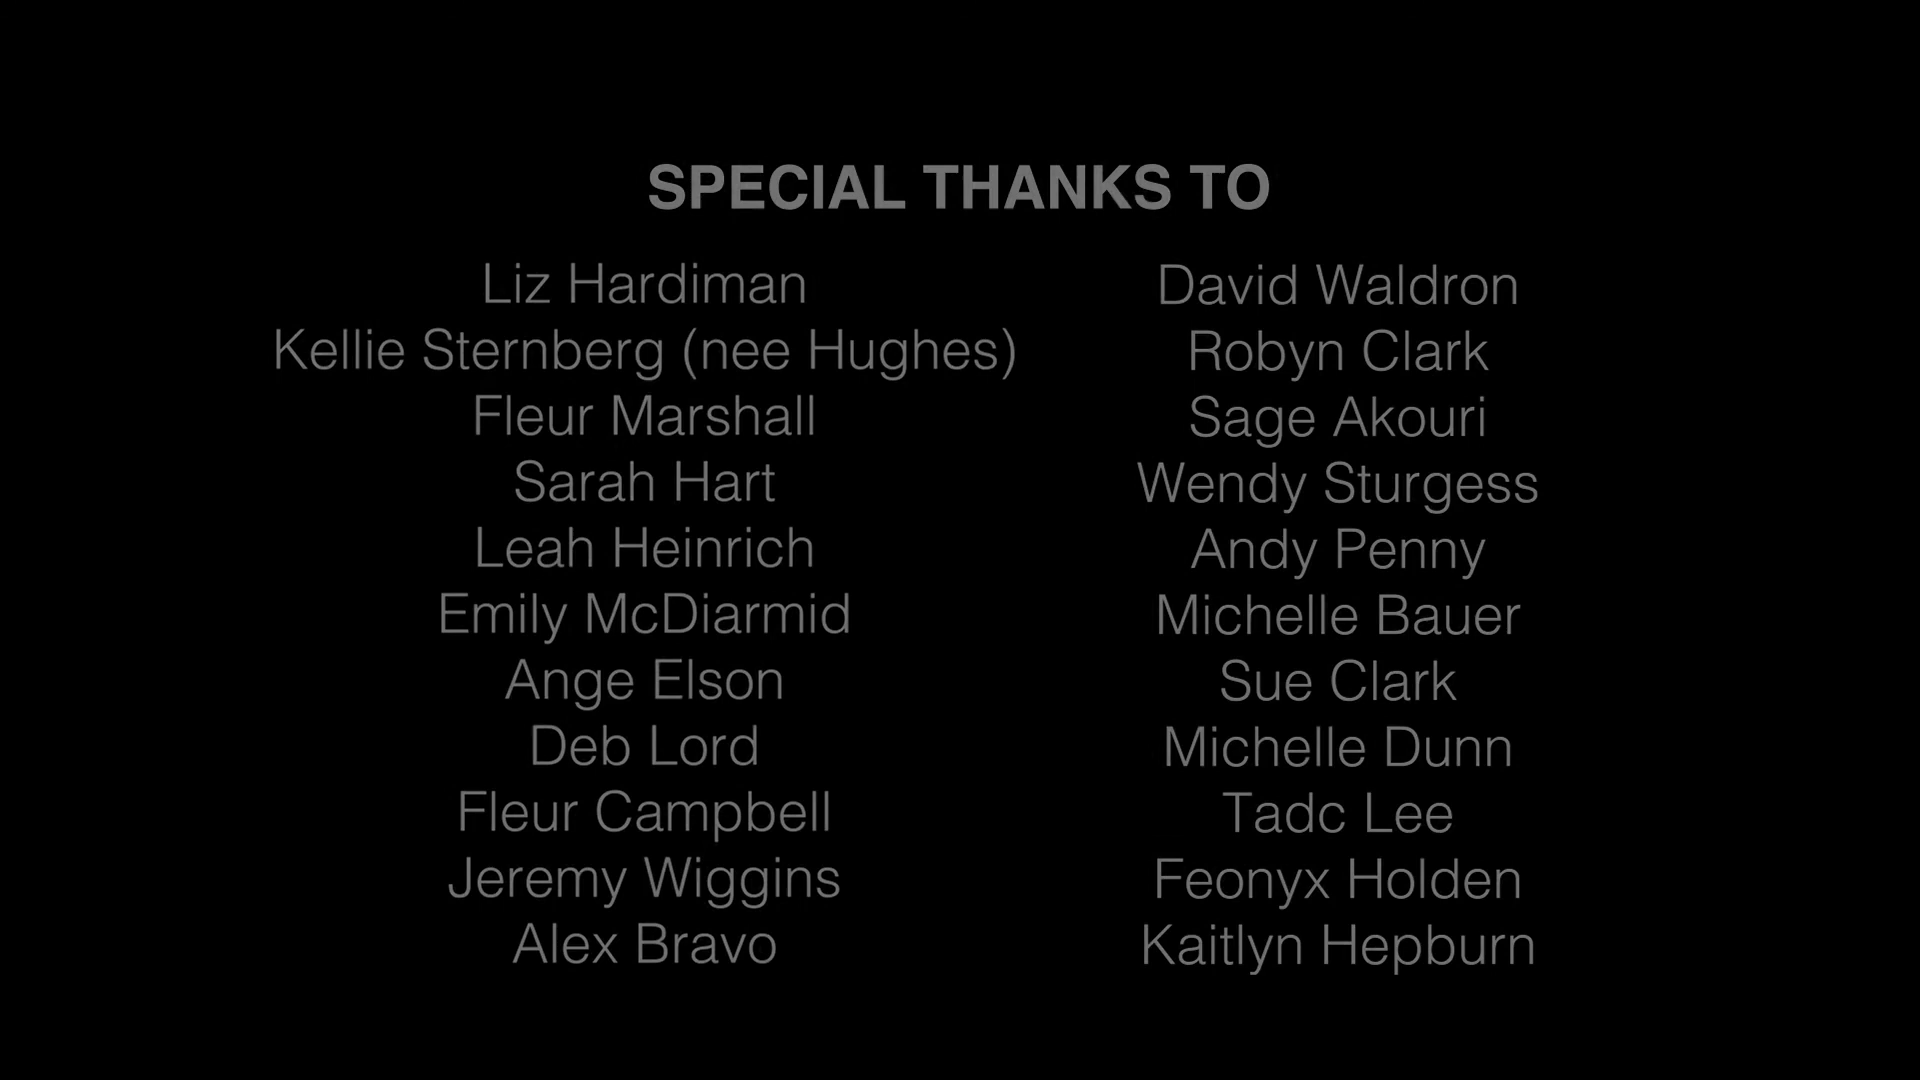 SPECIAL THANKS TO
Liz Hardiman
Kellie Sternberg (nee Hughes)
Fleur Marshall
Sarah Hart
Leah Heinrich
Emily McDiarmid
Ange Elson
Deb Lord
Fleur Campbell
Jeremy Wiggins
Alex Bravo
David Waldron
Robyn Clark
Sage Akouri
Wendy Sturgess
Andy Penny
Michelle Bauer
Sue Clark
Michelle Dunn
Tadc Lee
Feonyx Holden
Kaitlyn Hepburn